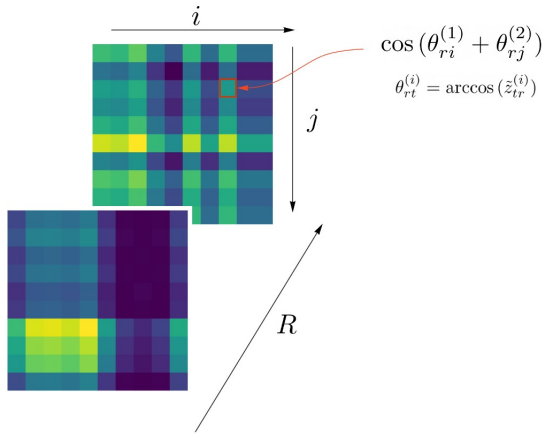 i
cos (θ_{ri}^{(1)} + θ_{rj}^{(2)})
θ_{rt}^{(i)} = arccos (z̃_{tr}^{(i)})
j
R